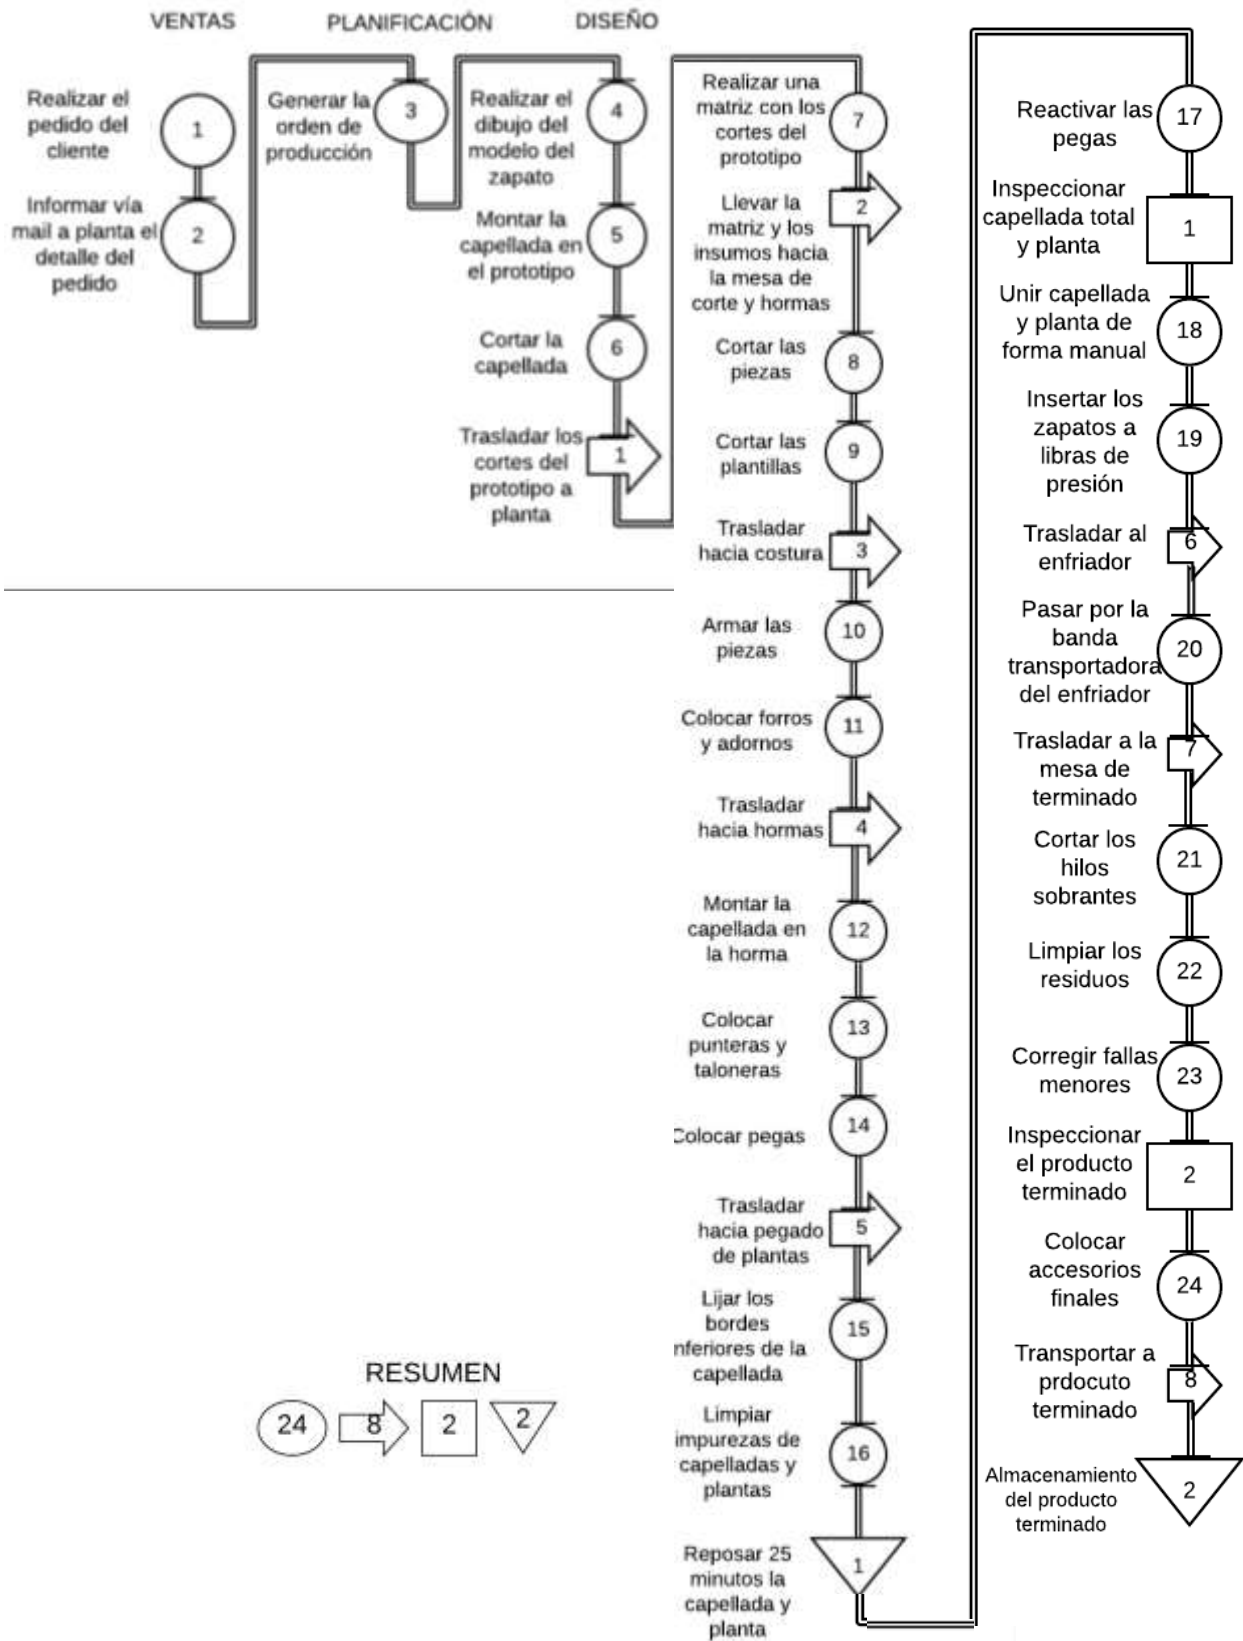 VENTAS
PLANIFICACIÓN
DISEÑO
Realizar el
pedido del
cliente
1
Informar vía
mail a planta el
detalle del
pedido
2
Generar la
orden de
producción
3
Realizar el
dibujo del
modelo del
zapato
4
Montar la
capellada en
el prototipo
5
Cortar la
capellada
6
Trasladar los
cortes del
prototipo a
planta
1
Realizar una
matriz con los
cortes del
prototipo
7
Llevar la
matriz y los
insumos hacia
la mesa de
corte y hormas
2
Cortar las
piezas
8
Cortar las
plantillas
9
Trasladar
hacia costura
3
Armar las
piezas
10
Colocar forros
y adornos
11
Trasladar
hacia hormas
4
Montar la
capellada en
la horma
12
Colocar
punteras y
taloneras
13
Colocar pegas
14
Trasladar
hacia pegado
de plantas
5
Lijar los
bordes
nferiores de la
capellada
15
Limpiar
impurezas de
capelladas y
plantas
16
Reposar 25
minutos la
capellada y
planta
1
Reactivar las
pegas
17
Inspeccionar
capellada total
y planta
1
Unir capellada
y planta de
forma manual
18
Insertar los
zapatos a
libras de
presión
19
Trasladar al
enfriador
6
Pasar por la
banda
transportadora
del enfriador
20
Trasladar a la
mesa de
terminado
7
Cortar los
hilos
sobrantes
21
Limpiar los
residuos
22
Corregir fallas
menores
23
Inspeccionar
el producto
terminado
2
Colocar
accesorios
finales
24
Transportar a
prdocuto
terminado
8
Almacenamiento
del producto
terminado
2
RESUMEN
24
8
2
2